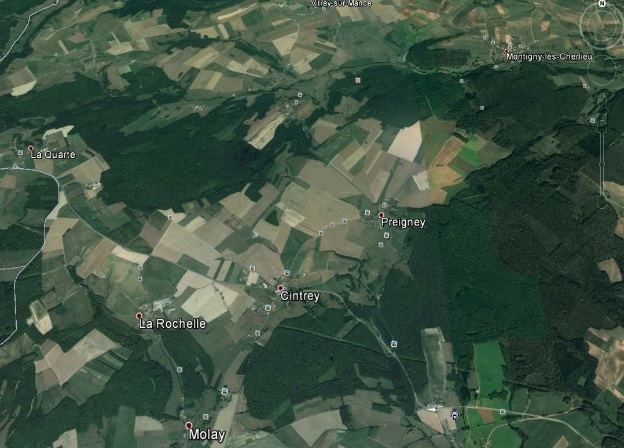 Vitrey-sur-Mance
Montigny-lès-Cherlieu
La Quarte
Preigney
Cintrey
La Rochelle
Molay
N